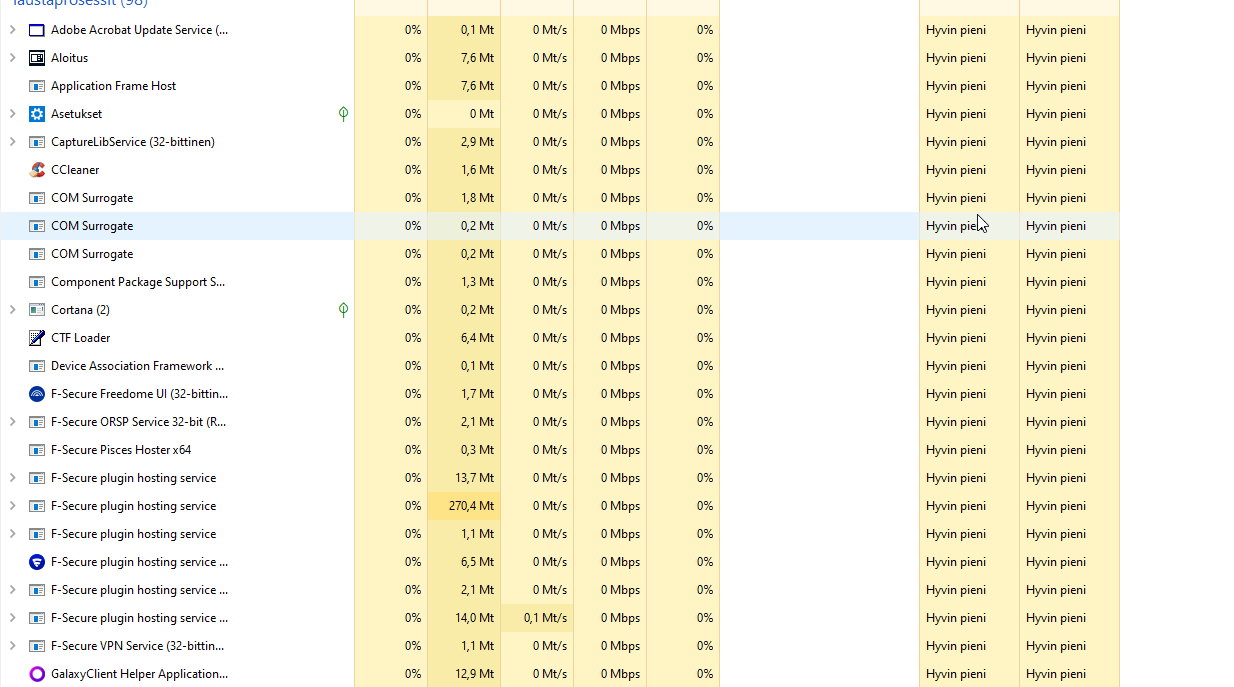 Taustaprosessit (98)
Adobe Acrobat Update Service (... 0% 0,1 Mt 0 Mt/s 0 Mbps 0% Hyvin pieni Hyvin pieni
Aloitus 0% 7,6 Mt 0 Mt/s 0 Mbps 0% Hyvin pieni Hyvin pieni
Application Frame Host 0% 7,6 Mt 0 Mt/s 0 Mbps 0% Hyvin pieni Hyvin pieni
Asetukset 0% 0 Mt 0 Mt/s 0 Mbps 0% Hyvin pieni Hyvin pieni
CaptureLibService (32-bittinen) 0% 2,9 Mt 0 Mt/s 0 Mbps 0% Hyvin pieni Hyvin pieni
CCleaner 0% 1,6 Mt 0 Mt/s 0 Mbps 0% Hyvin pieni Hyvin pieni
COM Surrogate 0% 1,8 Mt 0 Mt/s 0 Mbps 0% Hyvin pieni Hyvin pieni
COM Surrogate 0% 0,2 Mt 0 Mt/s 0 Mbps 0% Hyvin pieni Hyvin pieni
COM Surrogate 0% 0,2 Mt 0 Mt/s 0 Mbps 0% Hyvin pieni Hyvin pieni
Component Package Support S... 0% 1,3 Mt 0 Mt/s 0 Mbps 0% Hyvin pieni Hyvin pieni
Cortana (2) 0% 0,2 Mt 0 Mt/s 0 Mbps 0% Hyvin pieni Hyvin pieni
CTF Loader 0% 6,4 Mt 0 Mt/s 0 Mbps 0% Hyvin pieni Hyvin pieni
Device Association Framework ... 0% 0,1 Mt 0 Mt/s 0 Mbps 0% Hyvin pieni Hyvin pieni
F-Secure Freedome UI (32-bittin... 0% 1,7 Mt 0 Mt/s 0 Mbps 0% Hyvin pieni Hyvin pieni
F-Secure ORSP Service 32-bit (R... 0% 2,1 Mt 0 Mt/s 0 Mbps 0% Hyvin pieni Hyvin pieni
F-Secure Pisces Hoster x64 0% 0,3 Mt 0 Mt/s 0 Mbps 0% Hyvin pieni Hyvin pieni
F-Secure plugin hosting service 0% 13,7 Mt 0 Mt/s 0 Mbps 0% Hyvin pieni Hyvin pieni
F-Secure plugin hosting service 0% 270,4 Mt 0 Mt/s 0 Mbps 0% Hyvin pieni Hyvin pieni
F-Secure plugin hosting service 0% 1,1 Mt 0 Mt/s 0 Mbps 0% Hyvin pieni Hyvin pieni
F-Secure plugin hosting service ... 0% 6,5 Mt 0 Mt/s 0 Mbps 0% Hyvin pieni Hyvin pieni
F-Secure plugin hosting service ... 0% 2,1 Mt 0 Mt/s 0 Mbps 0% Hyvin pieni Hyvin pieni
F-Secure plugin hosting service ... 0% 14,0 Mt 0,1 Mt/s 0 Mbps 0% Hyvin pieni Hyvin pieni
F-Secure VPN Service (32-bittin... 0% 1,1 Mt 0 Mt/s 0 Mbps 0% Hyvin pieni Hyvin pieni
GalaxyClient Helper Application... 0% 12,9 Mt 0 Mt/s 0 Mbps 0% Hyvin pieni Hyvin pieni